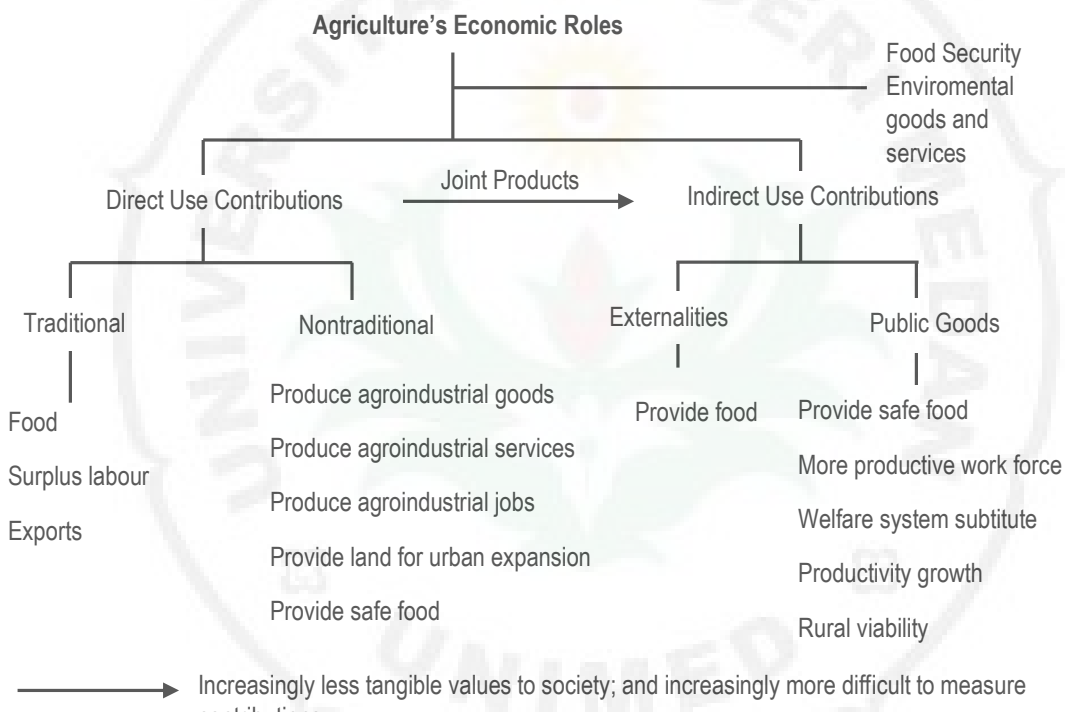 Agriculture's Economic Roles
Food Security
Enviromental
goods and
services
Direct Use Contributions
Joint Products
Indirect Use Contributions
Traditional
Nontraditional
Externalities
Public Goods
Food
Surplus labour
Exports
Produce agroindustrial goods
Produce agroindustrial services
Produce agroindustrial jobs
Provide land for urban expansion
Provide safe food
Provide food
Provide safe food
More productive work force
Welfare system subtitute
Productivity growth
Rural viability
Increasingly less tangible values to society; and increasingly more difficult to measure
UNIMED